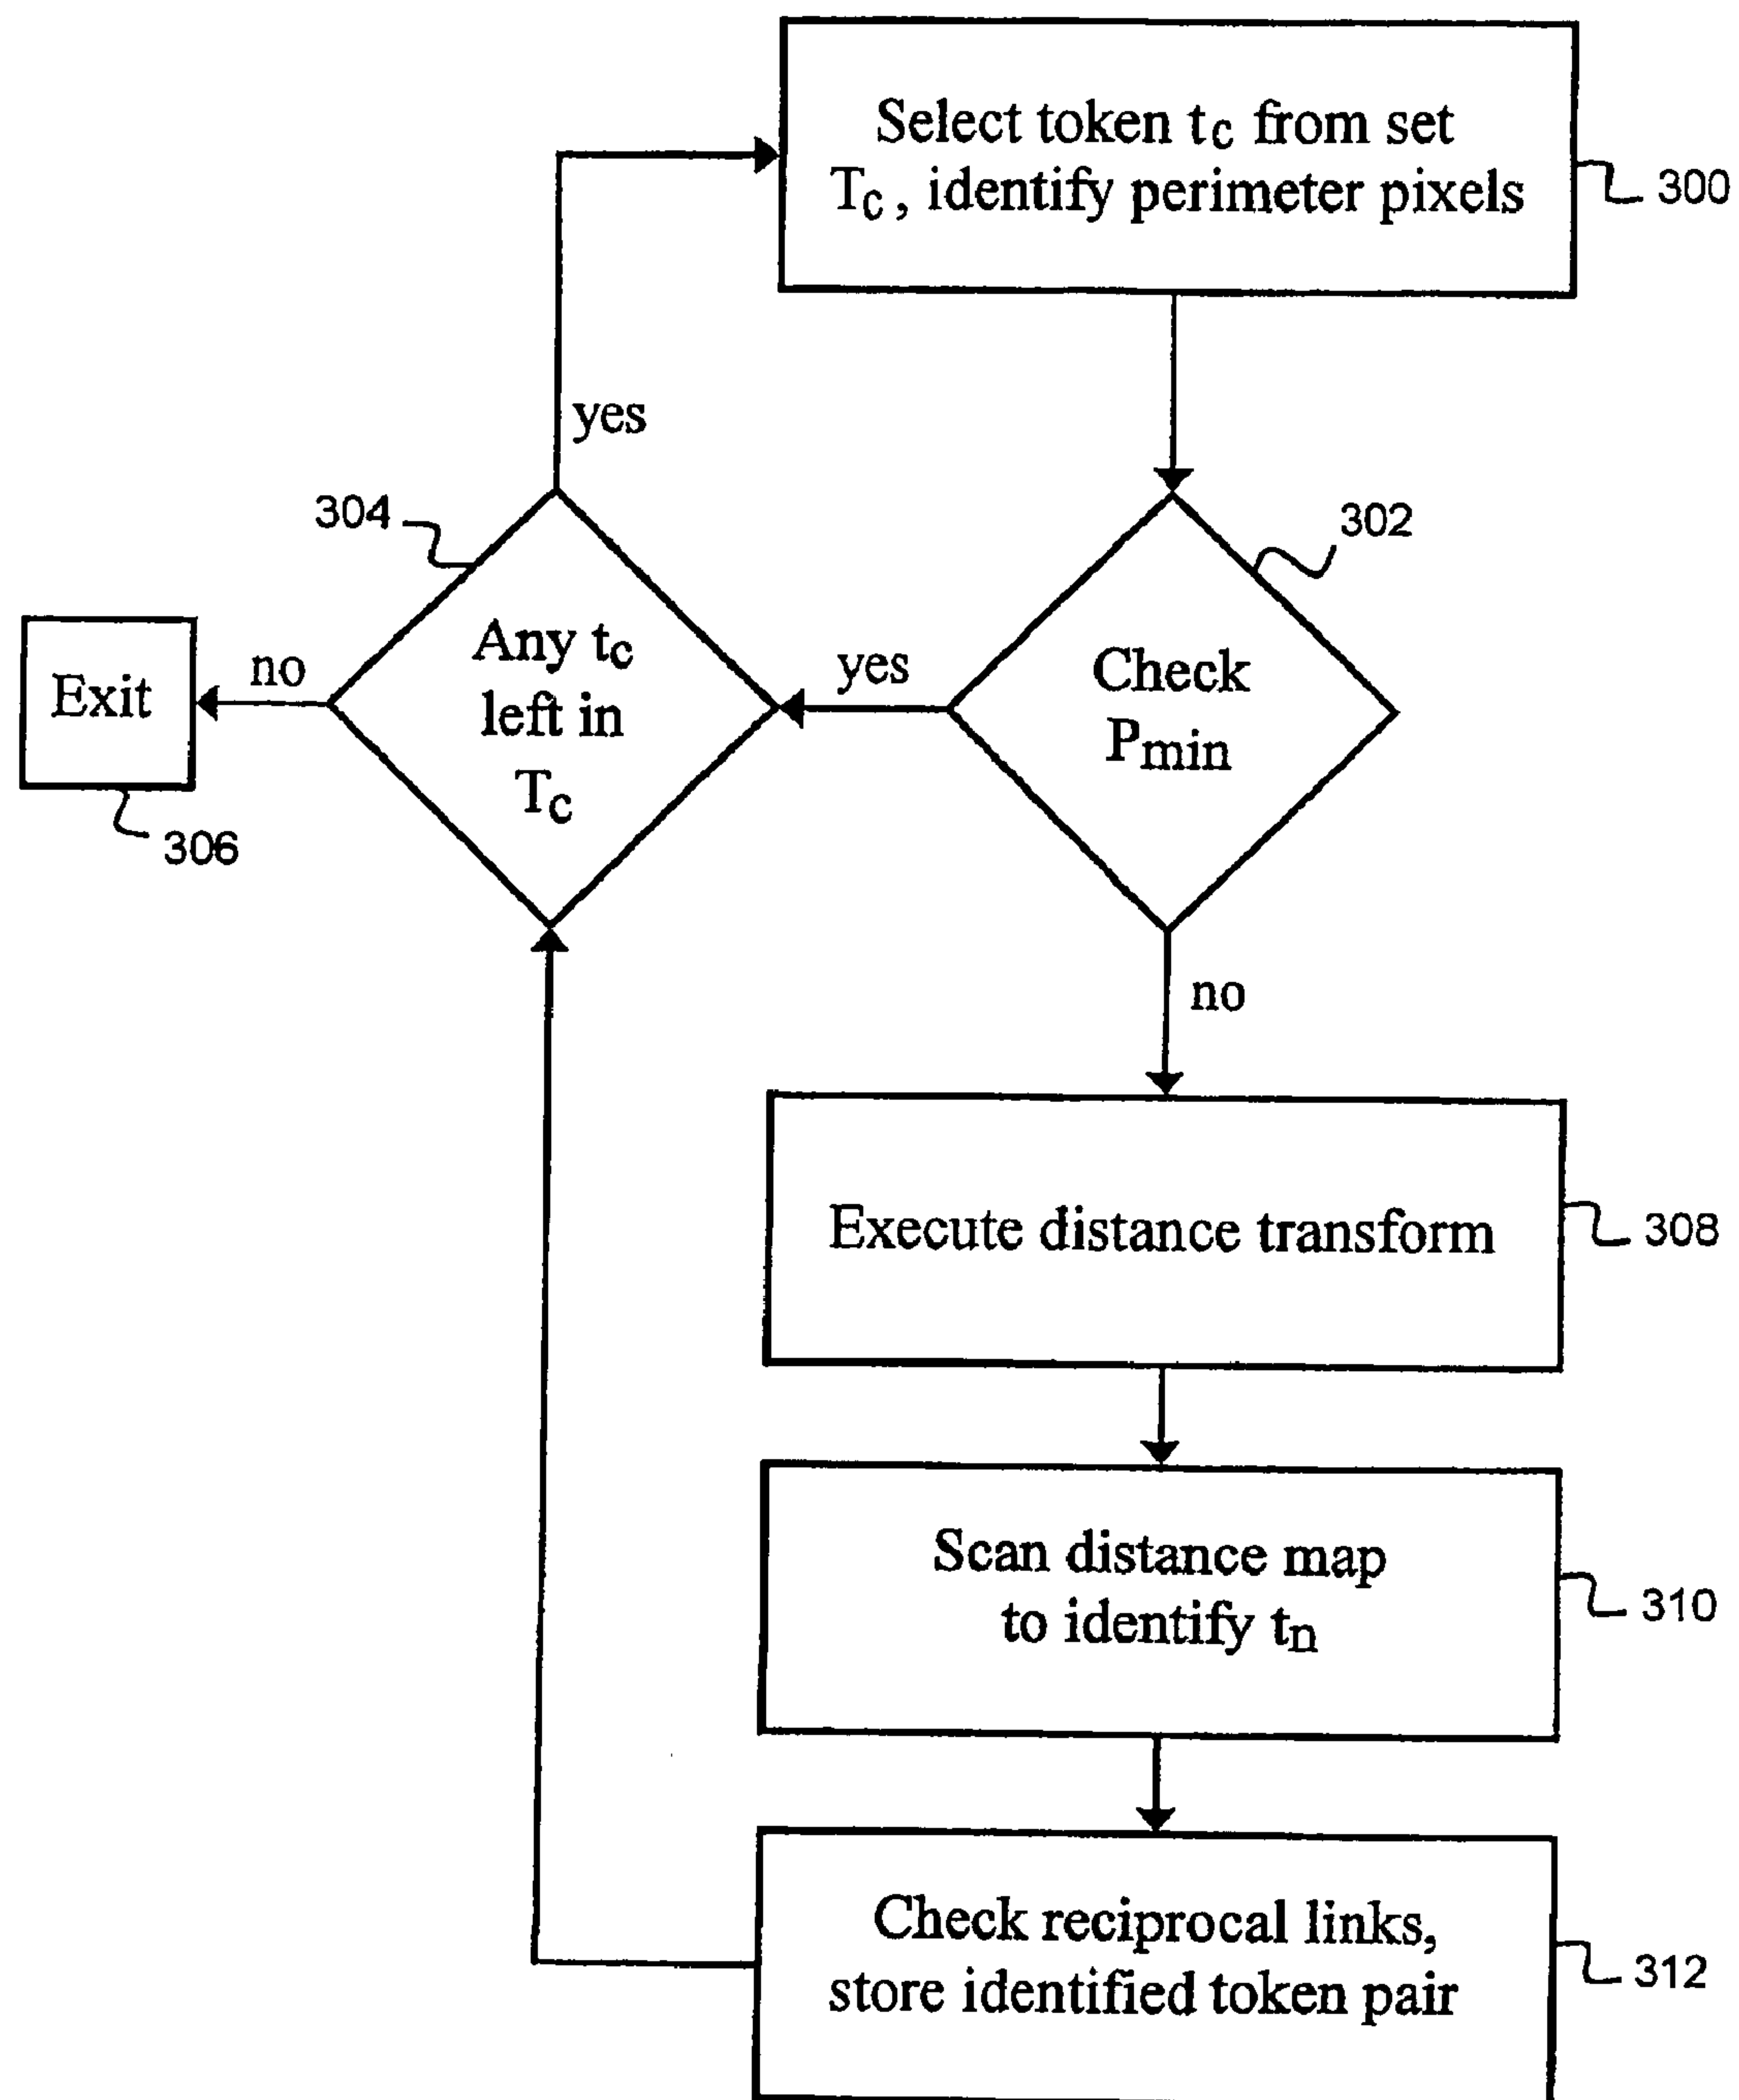 Select token tc from set
Tc, identify perimeter pixels
300
yes
304
302
Any tc
left in
Tc
yes
Check
Pmin
no
Exit
306
no
Execute distance transform
308
Scan distance map
to identify tn
310
Check reciprocal links,
store identified token pair
312